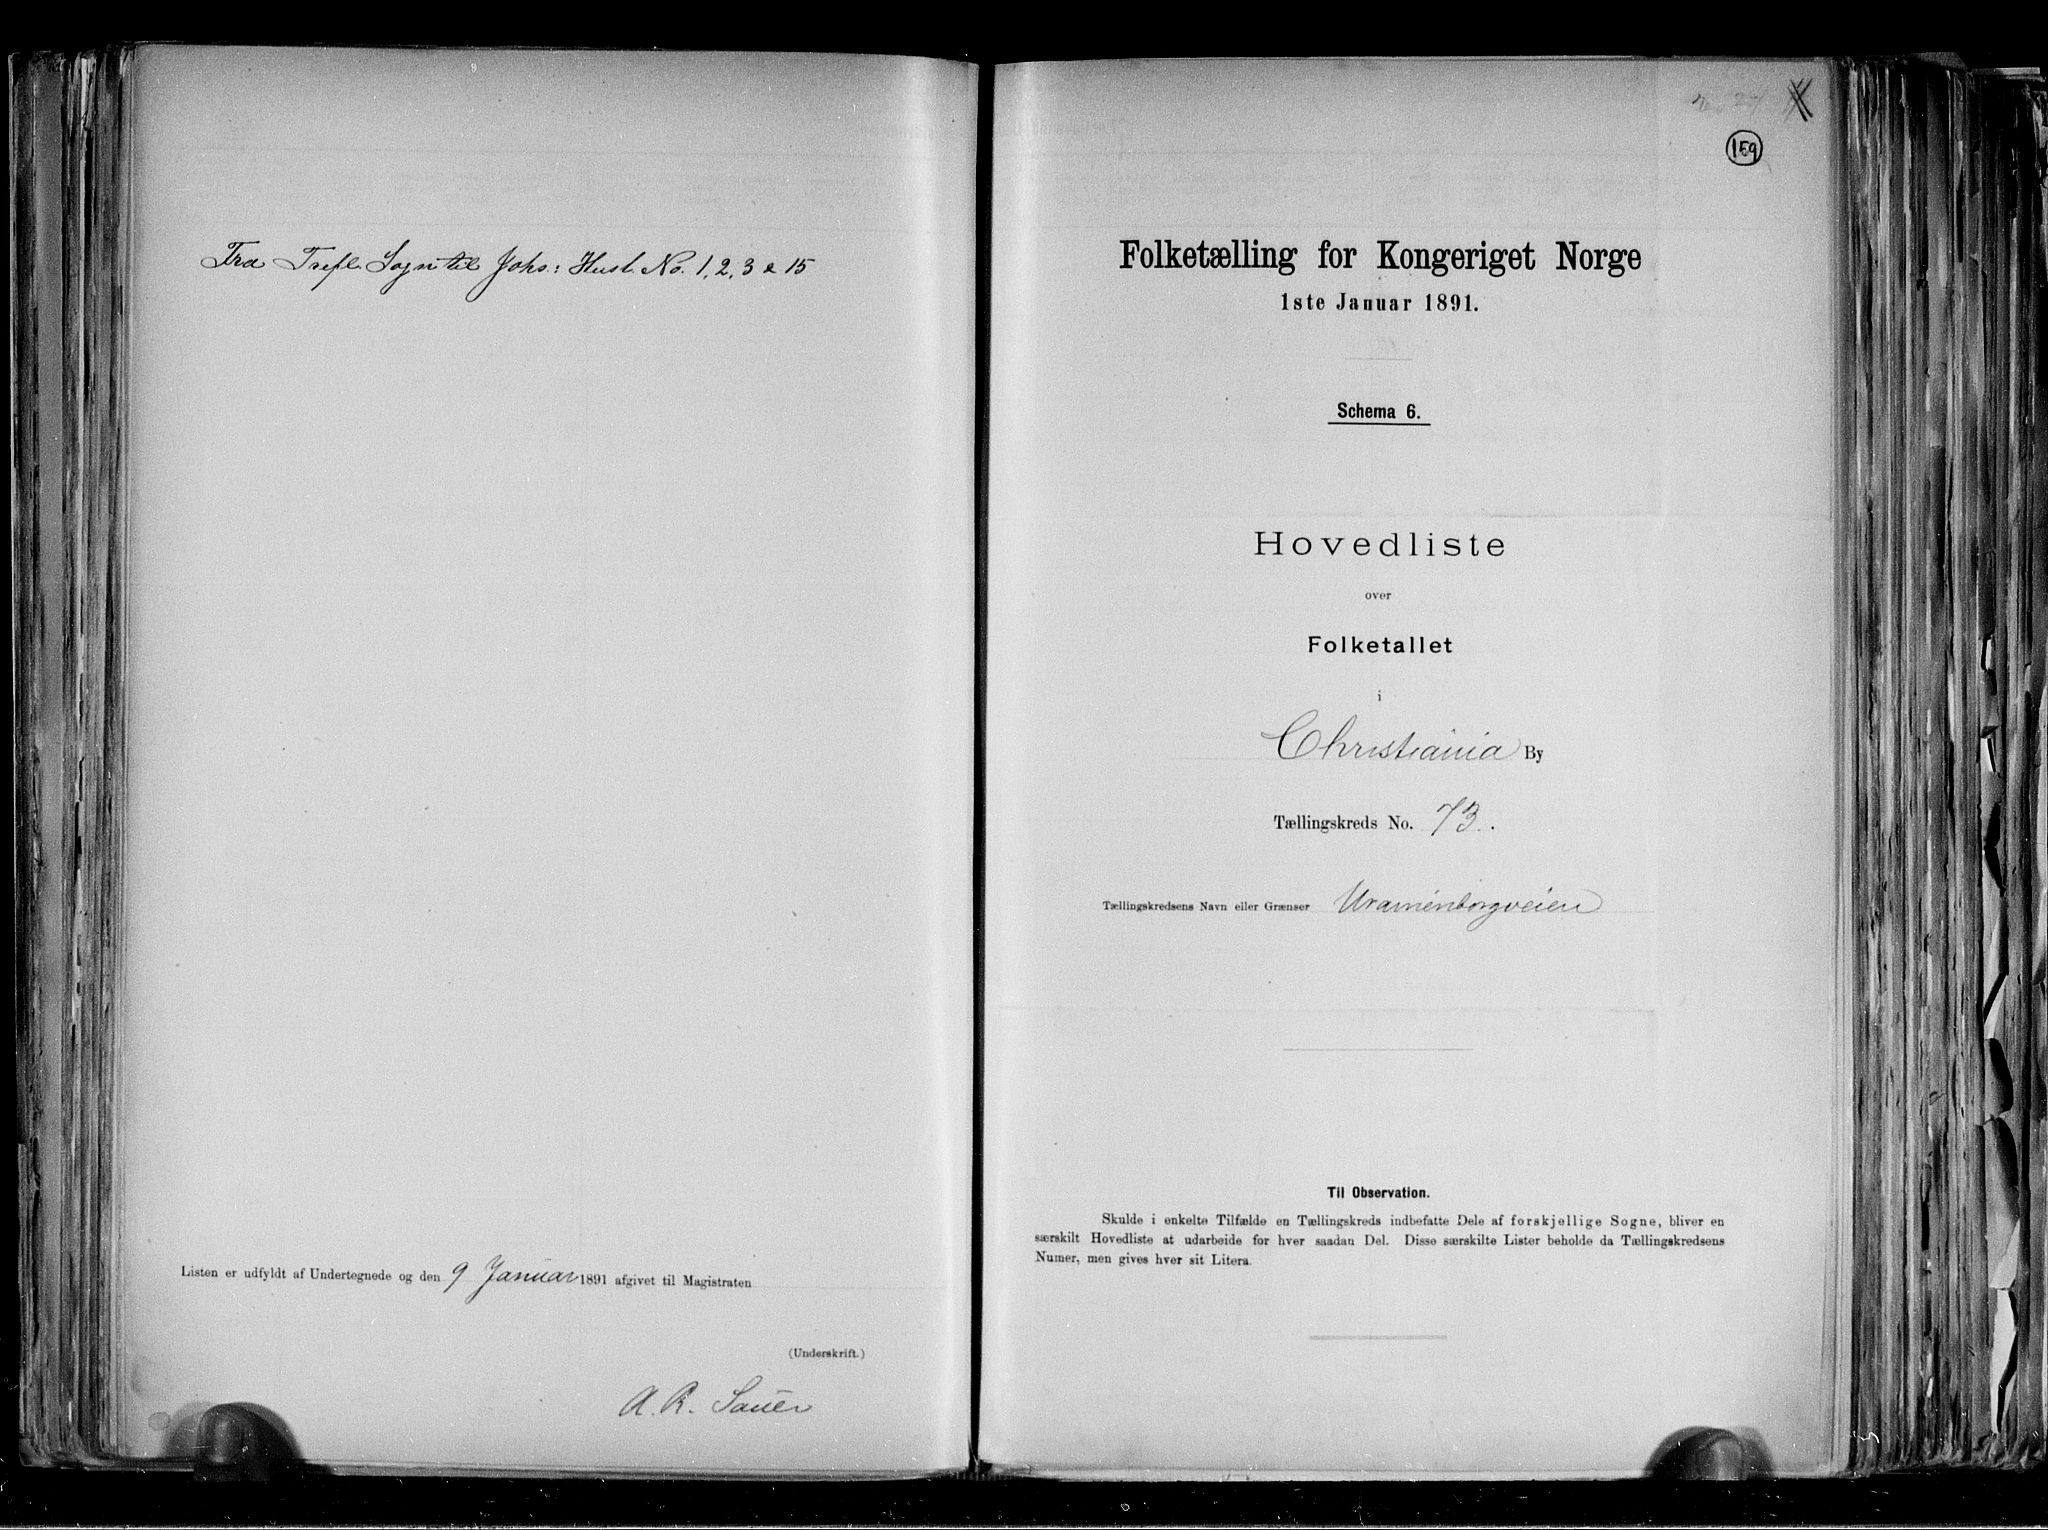 Fra Trefl. Sogn til Johs: Husl. No. 1, 2, 3 & 15
Listen er udfyldt af Undertegnede og den 9 Januar 1891 afgivet til Magistraten
(Underskrift.)
A. R. Sauer
159
Folketælling for Kongeriget Norge
1ste Januar 1891.
Schema 6.
Hovedliste
over
Folketallet
i
Christiania By
Tællingskreds No. 73.
Tællingskredsens Navn eller Grænser Uranienborgveien
Til Observation.
Skulde i enkelte Tilfælde en Tællingskreds indbefatte Dele af forskjellige Sogne, bliver en
særskilt Hovedliste at udarbeide for hver saadan Del. Disse særskilte Lister beholde da Tællingskredsens
Numer, men gives hver sit Litera.